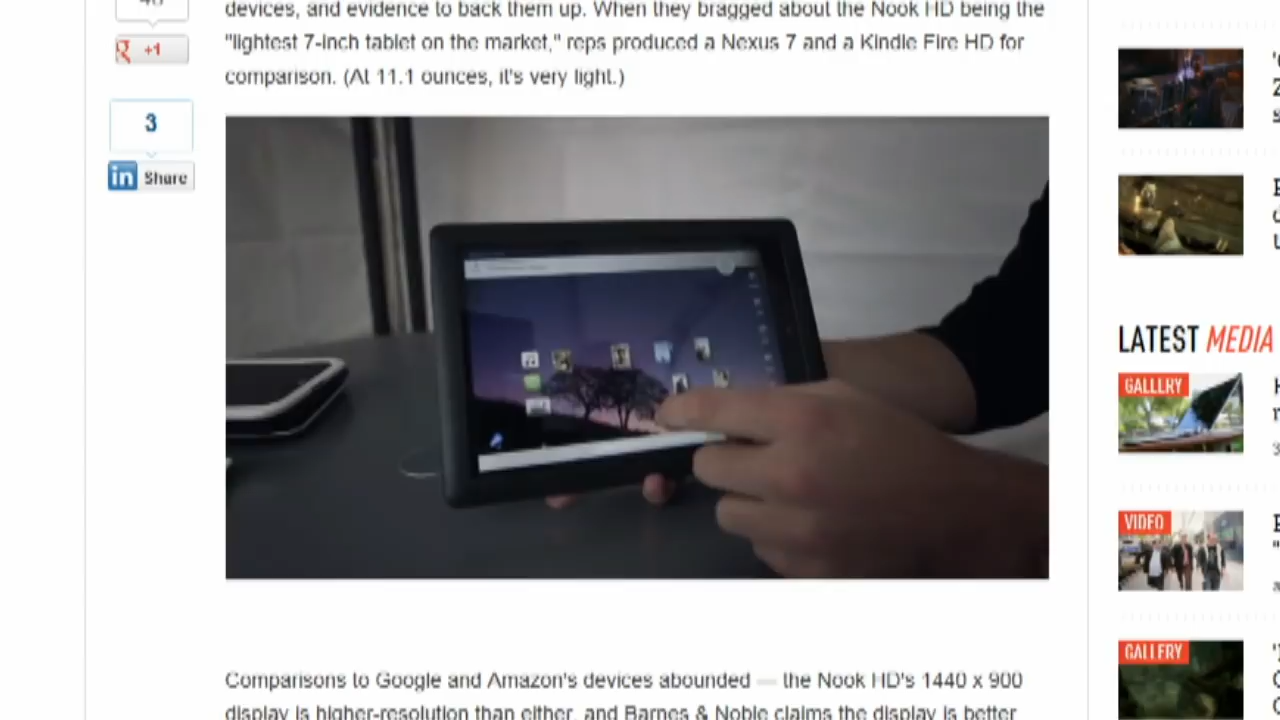 devices, and evidence to back them up. When they bragged about the Nook HD being the
"lightest 7-inch tablet on the market," reps produced a Nexus 7 and a Kindle Fire HD for
comparison. (At 11.1 ounces, it's very light.)
+1
3
in Share
LATEST MEDIA
GALLERY
VIDEO
GALLERY
Comparisons to Google and Amazon's devices abounded — the Nook HD's 1440 x 900
display is higher-resolution than either, and Barnes & Noble claims the display is better